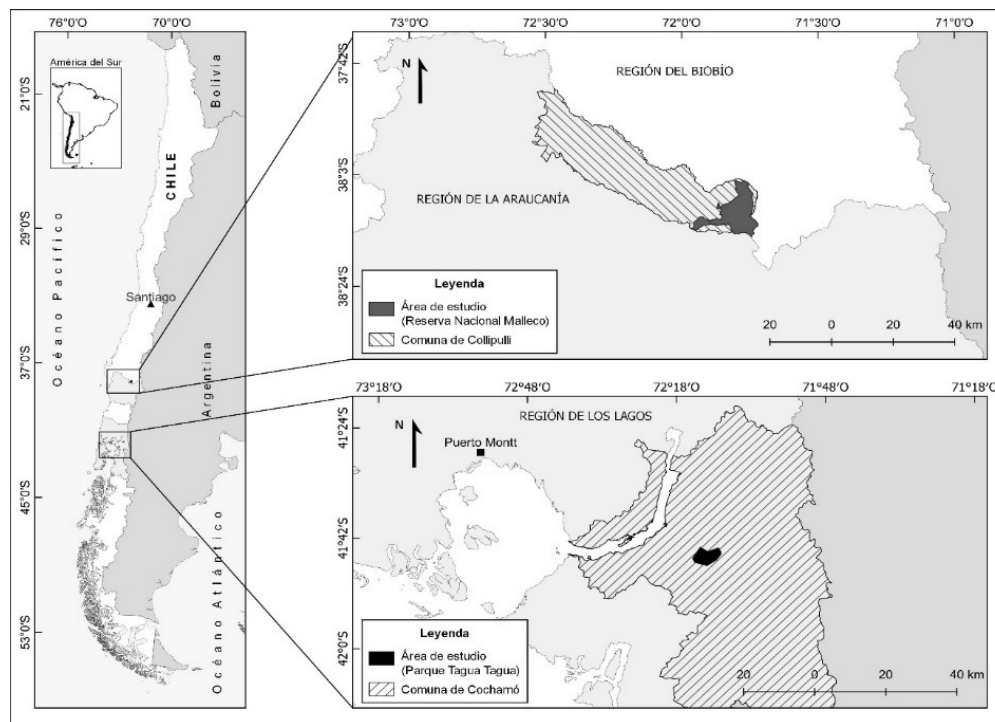 76°0'O
70°0'O
América del Sur
Bolivia
21°0'S
CHILE
29°0'S
Océano Pacífico
Santiago
37°0'S
Argentina
45°0'S
Océano Atlántico
53°0'S
73°0'O
72°30'O
72°0'O
71°30'O
71°0'O
37°42'S
N
REGIÓN DEL BIOBÍO
38°3'S
REGIÓN DE LA ARAUCANÍA
38°24'S
Leyenda
Área de estudio
(Reserva Nacional Malleco)
Comuna de Collipulli
20 0 20 40 km
73°18'O
72°48'O
72°18'O
71°48'O
71°18'O
41°24'S
N
REGIÓN DE LOS LAGOS
Puerto Montt
41°42'S
42°0'S
Leyenda
Área de estudio
(Parque Tagua Tagua)
Comuna de Cochamó
20 0 20 40 km